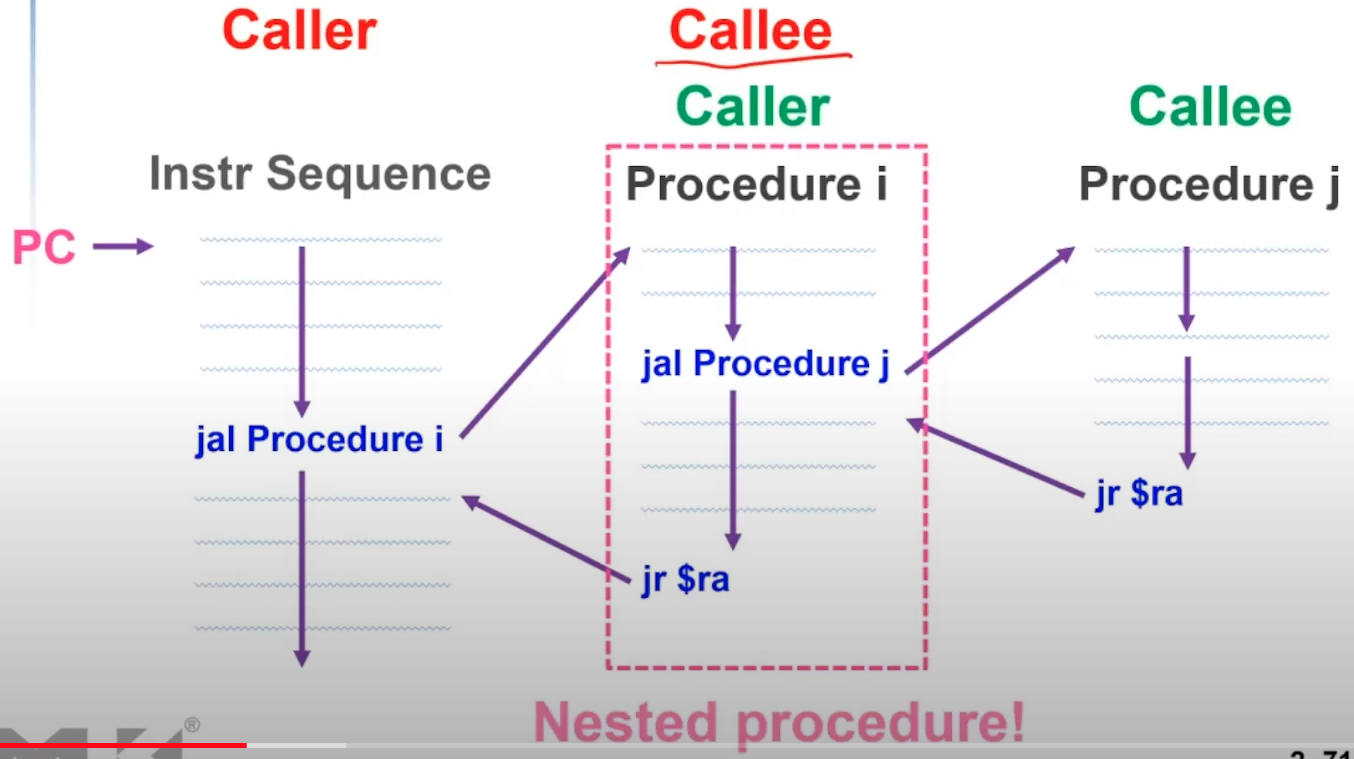 Caller
Callee
Caller
Callee
Instr Sequence
Procedure i
Procedure j
PC
jal Procedure j
jal Procedure i
jr $ra
jr $ra
Nested procedure!
®